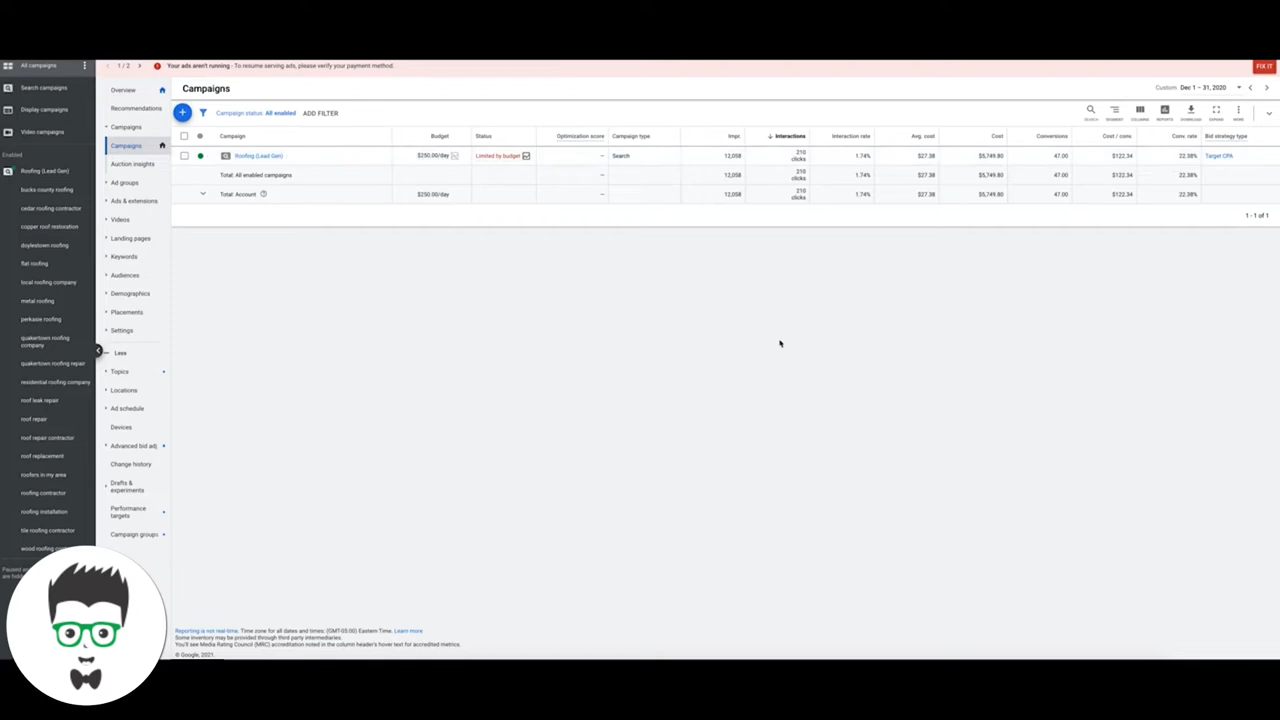 All campaigns
1 / 2
Your ads aren't running - To resume serving ads, please verify your payment method.
FIX IT
Search campaigns
Display campaigns
Video campaigns
Enabled
Roofing (Lead Gen)
bucks county roofing
cedar roofing contractor
copper roof restoration
doylestown roofing
flat roofing
local roofing company
metal roofing
perkasie roofing
quakertown roofing
company
quakertown roofing repair
residential roofing company
roof leak repair
roof repair
roof repair contractor
roof replacement
roofers in my area
roofing contractor
roofing installation
tile roofing contractor
Overview
Recommendations
Campaigns
Campaigns
Auction insights
Ad groups
Ads & extensions
Videos
Landing pages
Keywords
Audiences
Demographics
Placements
Settings
Less
Topics
Locations
Ad schedule
Devices
Advanced bid adj
Change history
Drafts &
experiments
Performance
targets
Campaign groups
Campaigns
Custom Dec 1 – 31, 2020
Campaign status: All enabled ADD FILTER
SEARCH SEGMENT COLUMNS REPORTS DOWNLOAD EXPAND MORE
Campaign Budget Status Optimization score Campaign type Impr. Interactions Interaction rate Avg. cost Cost Conversions Cost / conv. Conv. rate Bid strategy type
Roofing (Lead Gen) $250.00/day Limited by budget – Search 12,058 210 clicks 1.74% $27.38 $5,749.80 47.00 $122.34 22.38% Target CPA
Total: All enabled campaigns – 12,058 210 clicks 1.74% $27.38 $5,749.80 47.00 $122.34 22.38%
Total: Account $250.00/day – 12,058 210 clicks 1.74% $27.38 $5,749.80 47.00 $122.34 22.38%
1 - 1 of 1
Reporting is not real-time. Time zone for all dates and times: (GMT-05:00) Eastern Time. Learn more
Some inventory may be provided through third party intermediaries.
You'll see Media Rating Council (MRC) accreditation noted in the column header's hover text for accredited metrics.
© Google, 2021.